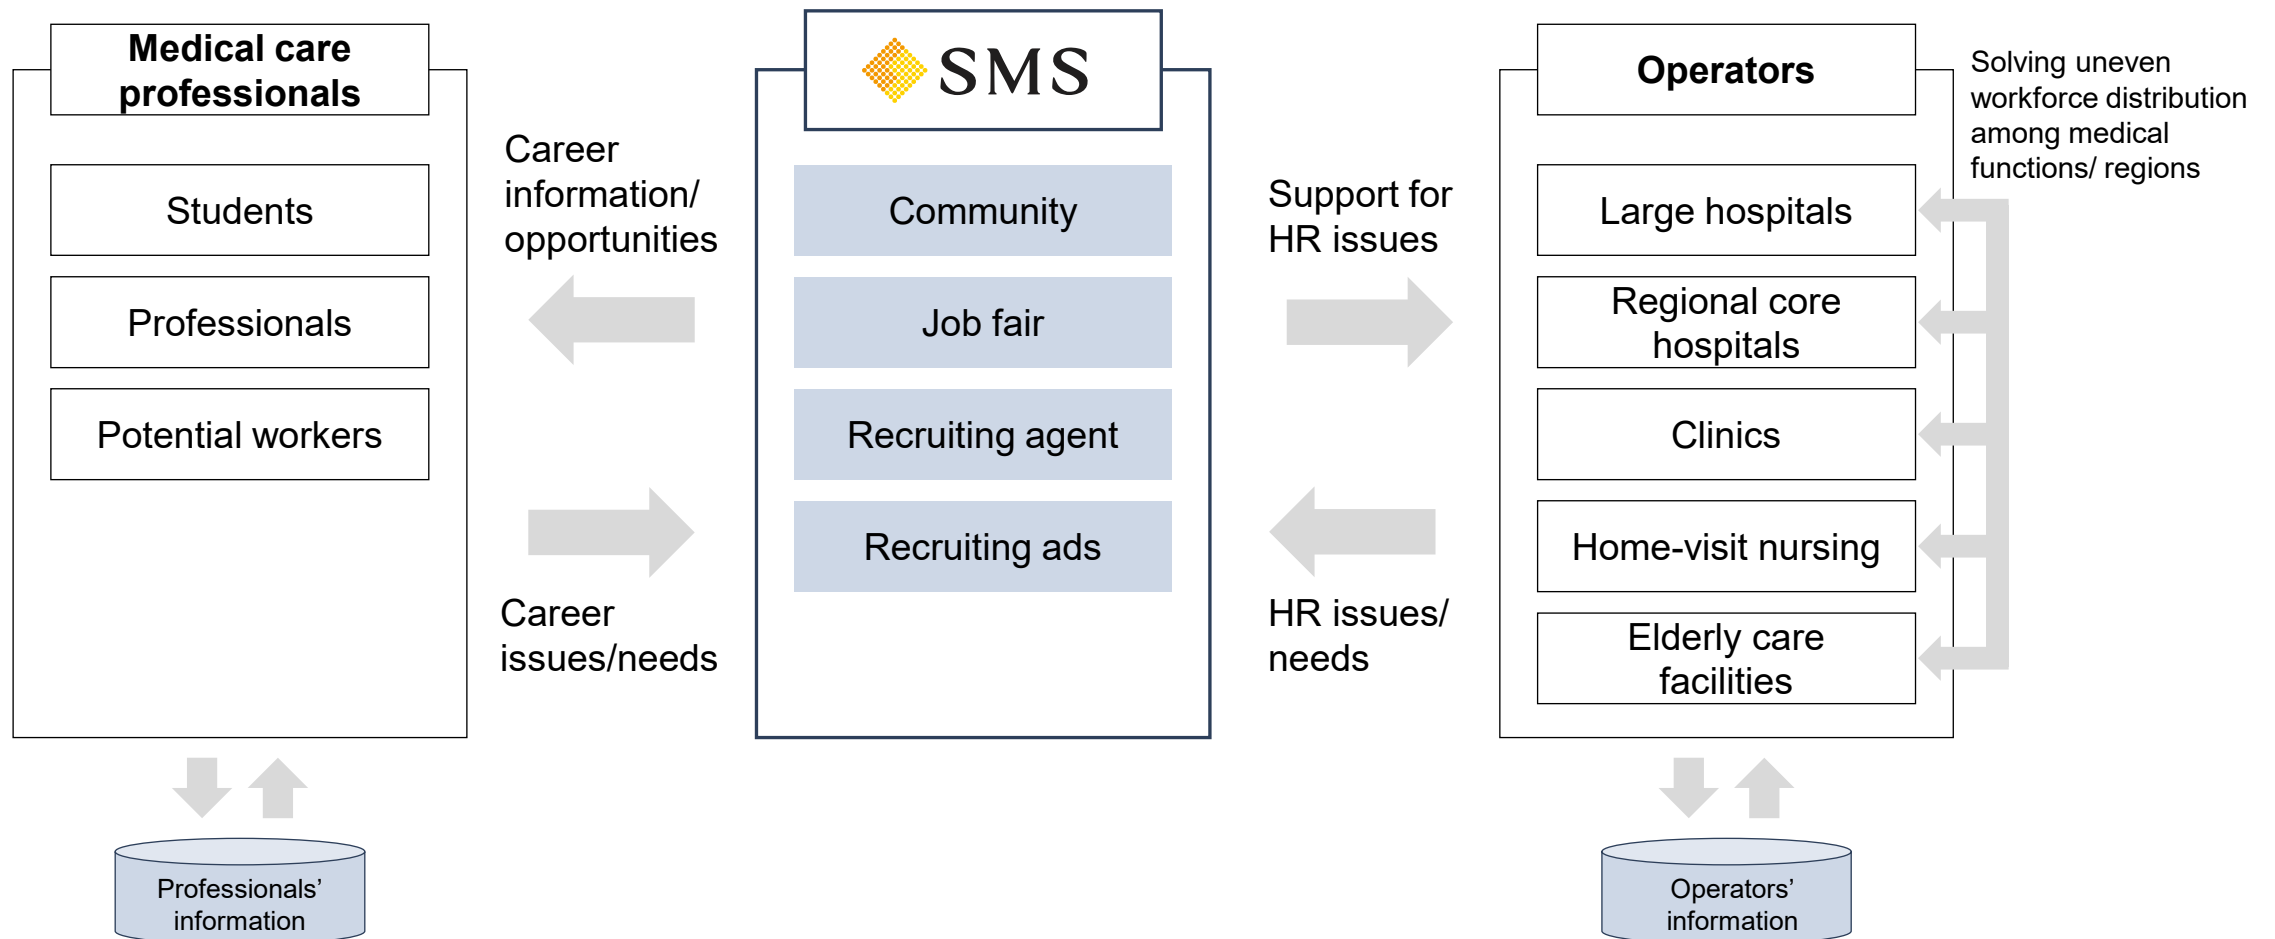 Medical care
professionals
Students
Professionals
Potential workers
Career
information/
opportunities
Career
issues/needs
SMS
Community
Job fair
Recruiting agent
Recruiting ads
Support for
HR issues
HR issues/
needs
Operators
Large hospitals
Regional core
hospitals
Clinics
Home-visit nursing
Elderly care
facilities
Solving uneven
workforce distribution
among medical
functions/ regions
Professionals’
information
Operators’
information